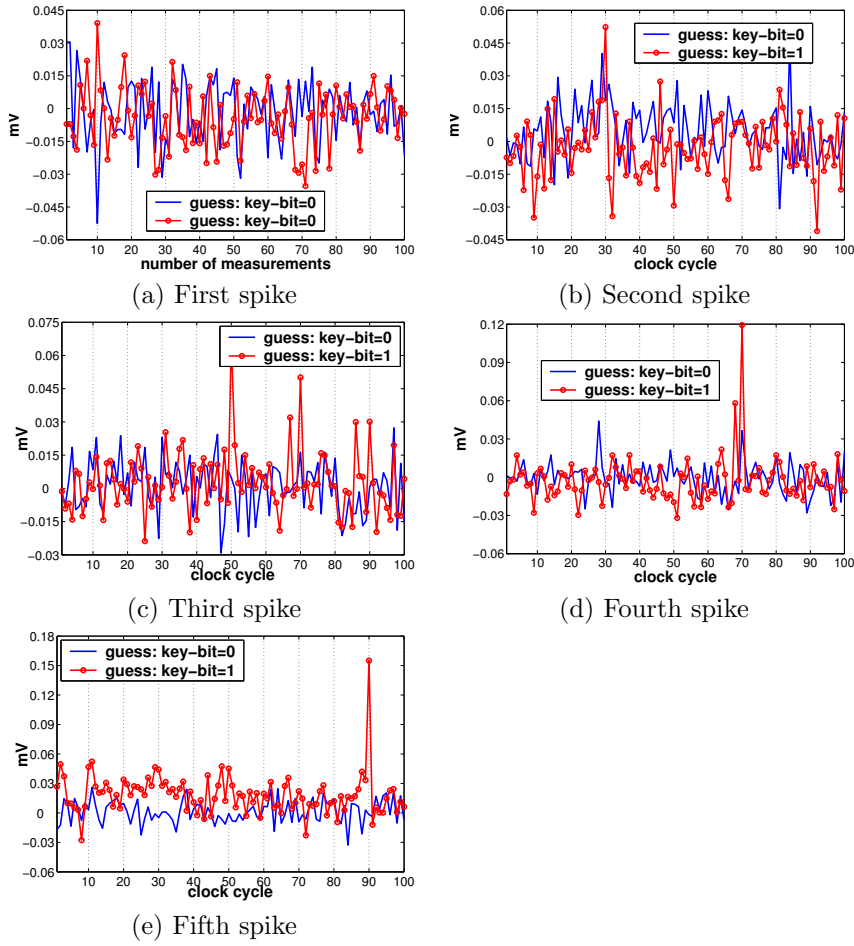 0.045
0.03
0.015
0
−0.015
−0.03
−0.045
−0.06
mV
10 20 30 40 50 60 70 80 90 100
number of measurements
guess: key−bit=0
guess: key−bit=0
(a) First spike
0.06
0.045
0.03
0.015
0
−0.015
−0.03
−0.045
mV
10 20 30 40 50 60 70 80 90 100
clock cycle
guess: key−bit=0
guess: key−bit=1
(b) Second spike
0.075
0.06
0.045
0.03
0.015
0
−0.015
−0.03
mV
10 20 30 40 50 60 70 80 90 100
clock cycle
guess: key−bit=0
guess: key−bit=1
(c) Third spike
0.12
0.09
0.06
0.03
0
−0.03
−0.06
mV
10 20 30 40 50 60 70 80 90 100
clock cycle
guess: key−bit=0
guess: key−bit=1
(d) Fourth spike
0.18
0.15
0.12
0.09
0.06
0.03
0
−0.03
−0.06
mV
10 20 30 40 50 60 70 80 90 100
clock cycle
guess: key−bit=0
guess: key−bit=1
(e) Fifth spike